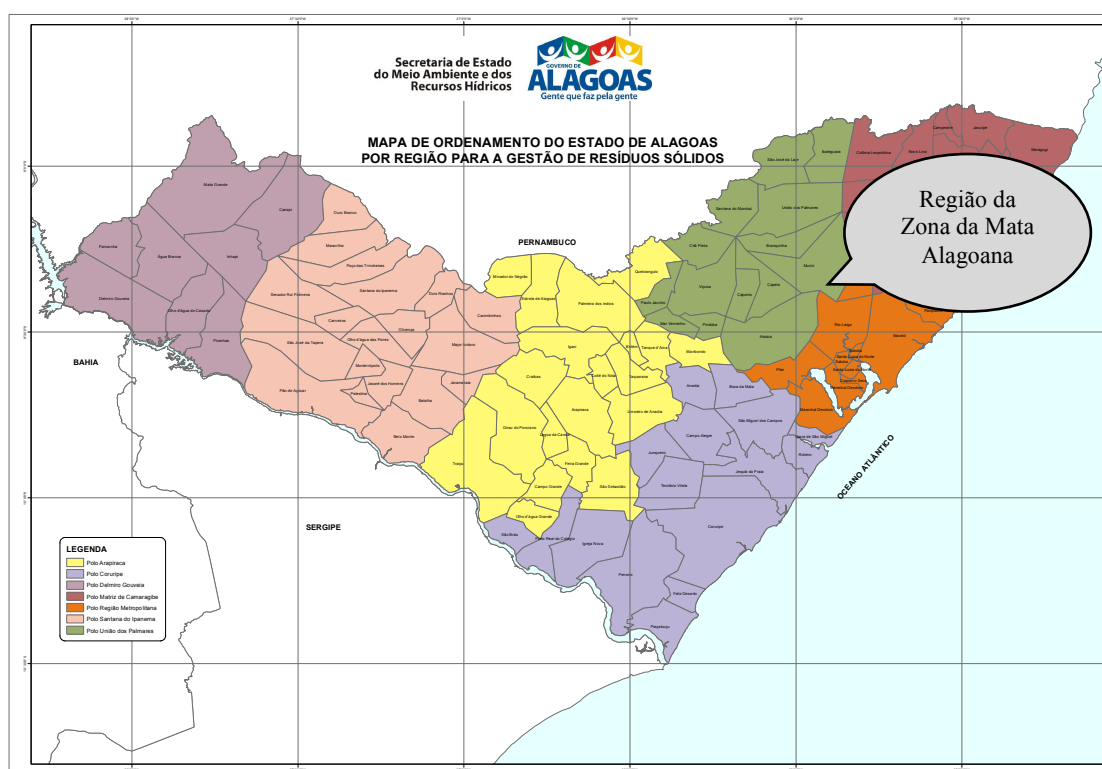 Secretaria de Estado
do Meio Ambiente e dos
Recursos Hídricos
GOVERNO DE
ALAGOAS
Gente que faz pela gente
MAPA DE ORDENAMENTO DO ESTADO DE ALAGOAS
POR REGIÃO PARA A GESTÃO DE RESÍDUOS SÓLIDOS
Região da
Zona da Mata
Alagoana
PERNAMBUCO
BAHIA
SERGIPE
OCEANO ATLÂNTICO
Mata Grande
Canapi
Pariconha
Água Branca
Inhapi
Delmiro Gouveia
Olho d'Água do Casado
Piranhas
Ouro Branco
Maravilha
Poço das Trincheiras
Senador Rui Palmeira
Santana do Ipanema
Dois Riachos
Carneiros
Olivença
Cacimbinhas
São José da Tapera
Olho d'Água das Flores
Major Isidoro
Monteirópolis
Pão de Açúcar
Palestina
Jacaré dos Homens
Jaramataia
Batalha
Belo Monte
Minador do Negrão
Estrela de Alagoas
Palmeira dos Índios
Quebrangulo
Igaci
Belém
Tanque d'Arca
Maribondo
Craíbas
Coité do Nóia
Taquarana
Arapiraca
Limoeiro de Anadia
Girau do Ponciano
Lagoa da Canoa
Feira Grande
Traipu
Campo Grande
São Sebastião
Olho d'Água Grande
São José da Laje
Ibateguara
Santana do Mundaú
União dos Palmares
Chã Preta
Branquinha
Murici
Viçosa
Cajueiro
Capela
Paulo Jacinto
Mar Vermelho
Pindoba
Atalaia
Colônia Leopoldina
Novo Lino
Campestre
Jacuípe
Maragogi
Rio Largo
Maceió
Satuba
Santa Luzia do Norte
Coqueiro Seco
Pilar
Marechal Deodoro
Anadia
Boca da Mata
Campo Alegre
São Miguel dos Campos
Barra de São Miguel
Roteiro
Junqueiro
Jequiá da Praia
Teotônio Vilela
Coruripe
São Brás
Porto Real do Colégio
Igreja Nova
Penedo
Feliz Deserto
Piaçabuçu
LEGENDA
Polo Arapiraca
Polo Coruripe
Polo Delmiro Gouveia
Polo Matriz de Camaragibe
Polo Região Metropolitana
Polo Santana do Ipanema
Polo União dos Palmares